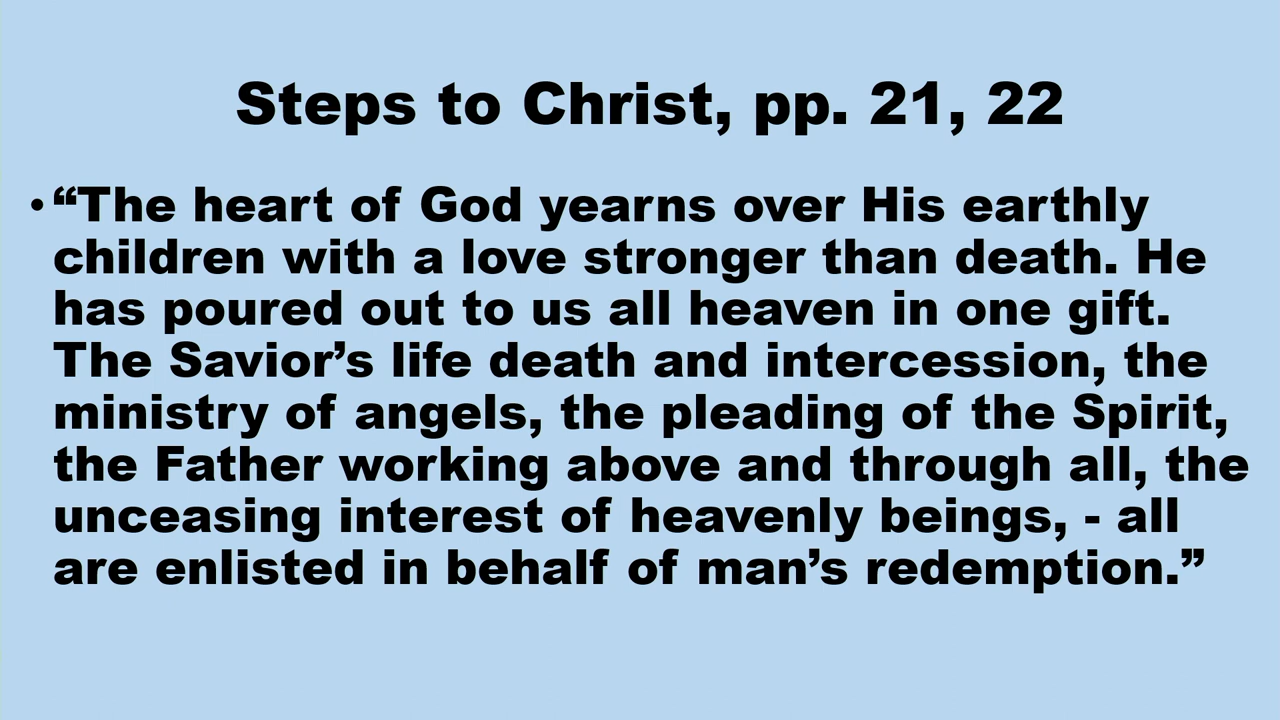 Steps to Christ, pp. 21, 22
• “The heart of God yearns over His earthly
children with a love stronger than death. He
has poured out to us all heaven in one gift.
The Savior’s life death and intercession, the
ministry of angels, the pleading of the Spirit,
the Father working above and through all, the
unceasing interest of heavenly beings, - all
are enlisted in behalf of man’s redemption.”